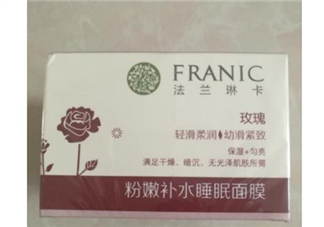 FRANIC
法兰琳卡
玫瑰
轻滑柔润 幼滑紧致
保湿+匀亮
满足干燥、暗沉、无光泽肌肤所需
粉嫩补水睡眠面膜